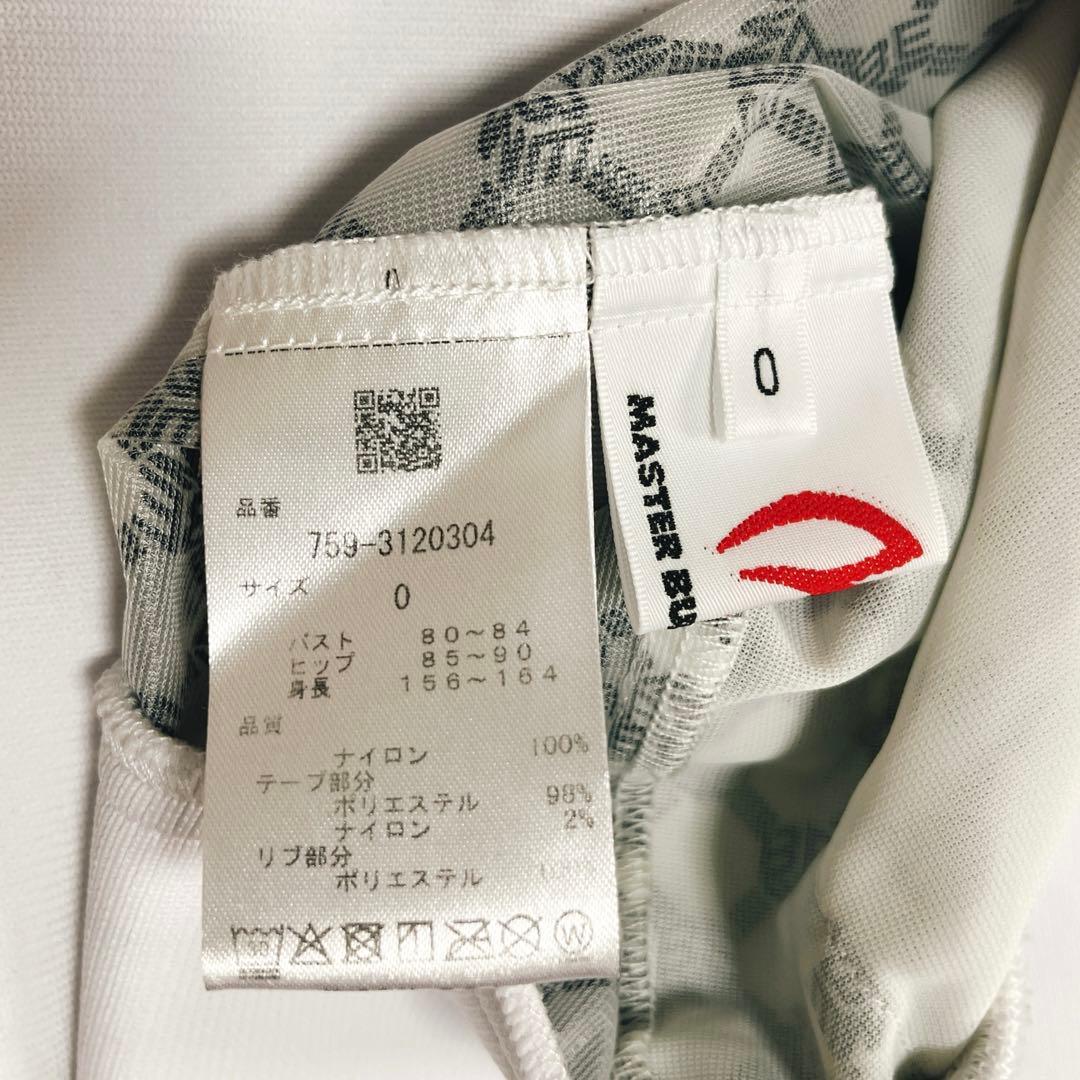 品番
759-3120304
サイズ
0
バスト 80～84
ヒップ 85～90
身長 156～164
品質
ナイロン 100%
テープ部分
ポリエステル 98%
ナイロン 2%
リブ部分
ポリエステル
W
0
MASTER BU